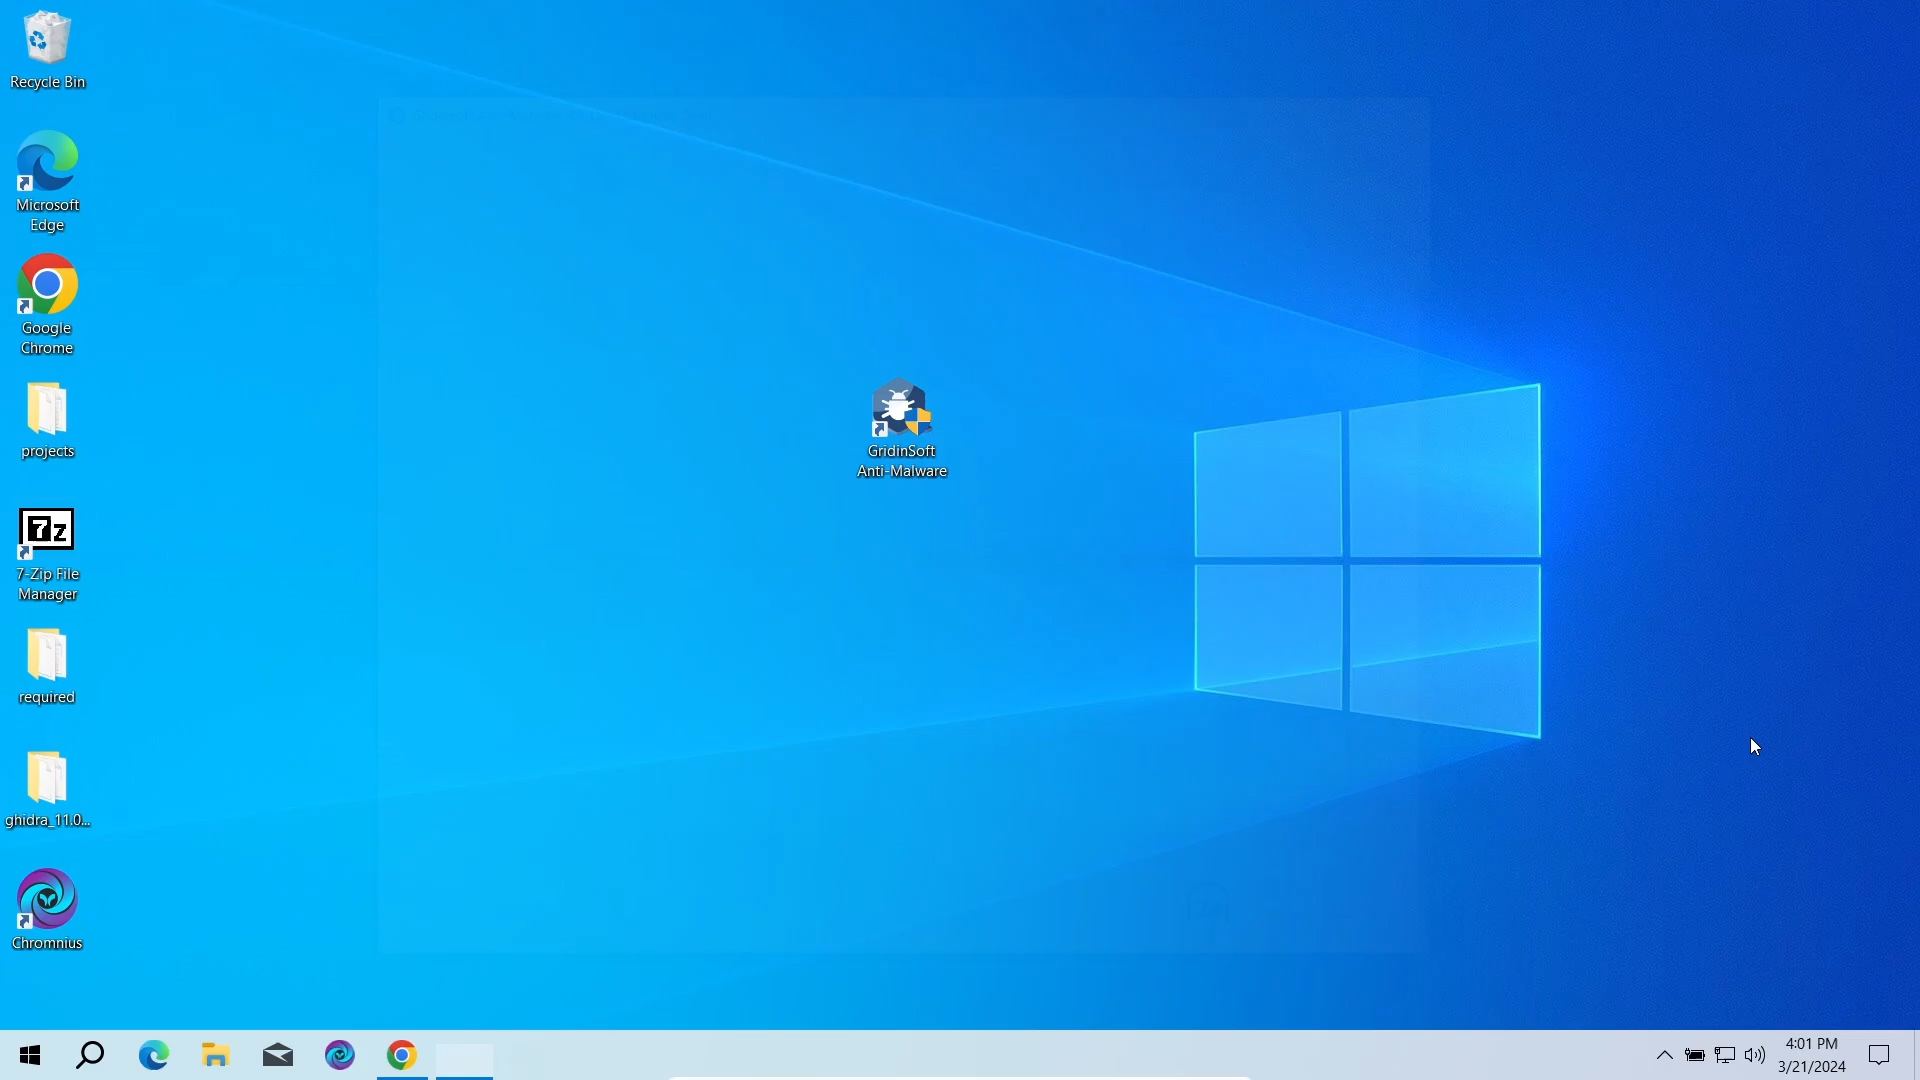 Recycle Bin
Microsoft
Edge
Google
Chrome
projects
7z
7-Zip File
Manager
required
ghidra_11.0...
Chromnius
GridinSoft
Anti-Malware
4:01 PM
3/21/2024